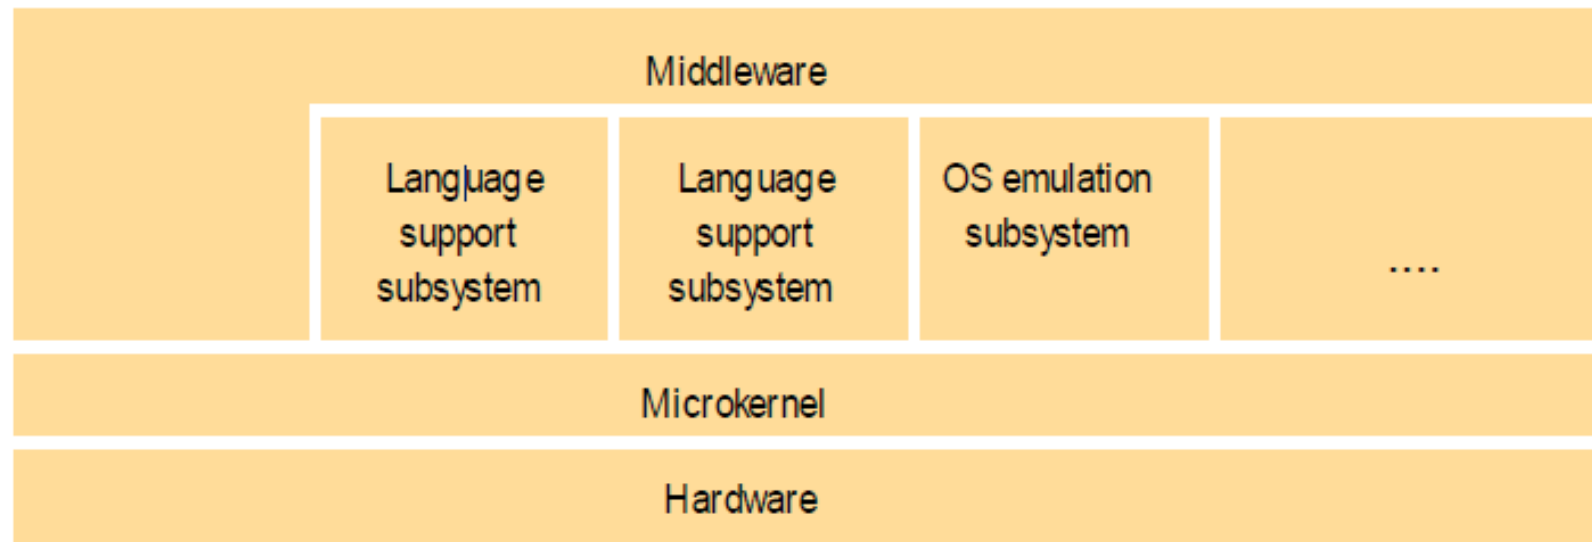 Middleware
Language
support
subsystem
Language
support
subsystem
OS emulation
subsystem
....
Microkernel
Hardware